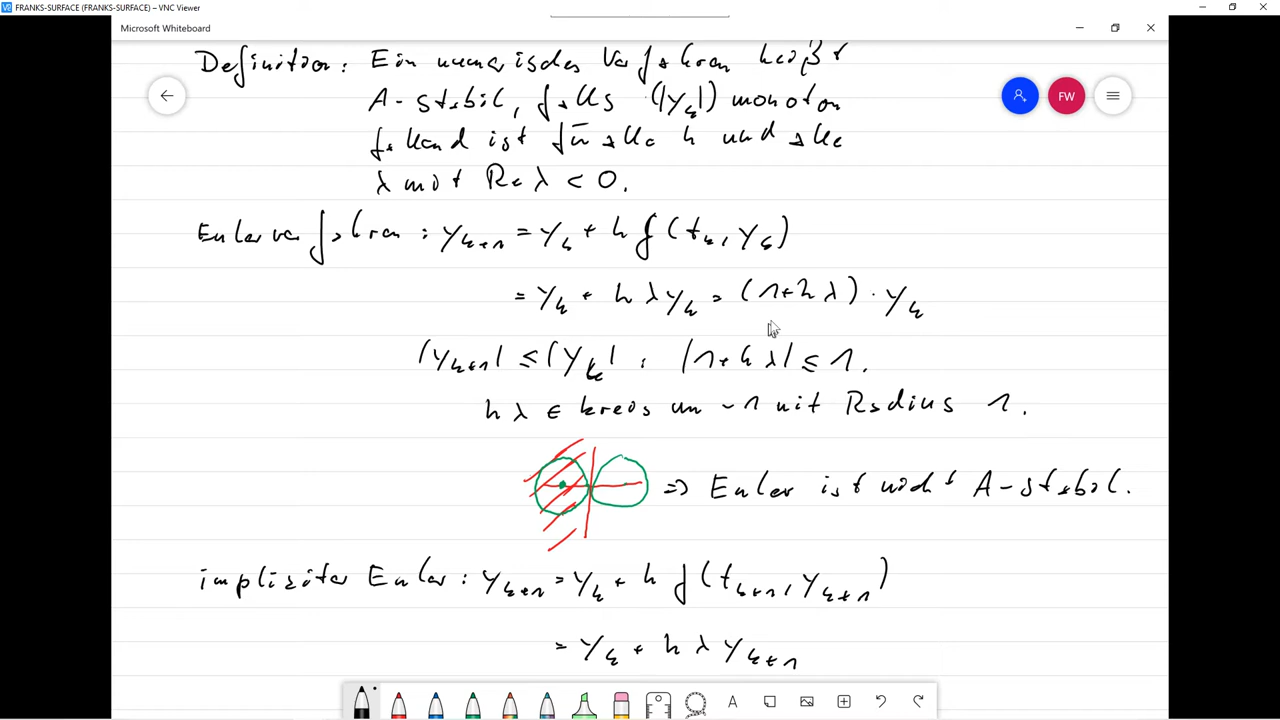 FRANKS-SURFACE (FRANKS-SURFACE) – VNC Viewer
Microsoft Whiteboard
Definition: Ein numerisches Verfahren heißt
A-stabil, falls (|y_k|) monoton
fallend ist für alle h und alle
λ mit Re λ < 0.
FW
Eulerverfahren: y_{k+1} = y_k + h f(t_k, y_k)
= y_k + h λ y_k = (1+h λ) · y_k
|y_{k+1}| ≤ |y_k| : |1+h λ| ≤ 1.
h λ ∈ Kreis um -1 mit Radius 1.
⇒ Euler ist nicht A-stabil.
impliziter Euler: y_{k+1} = y_k + h f(t_{k+1}, y_{k+1})
= y_k + h λ y_{k+1}
A